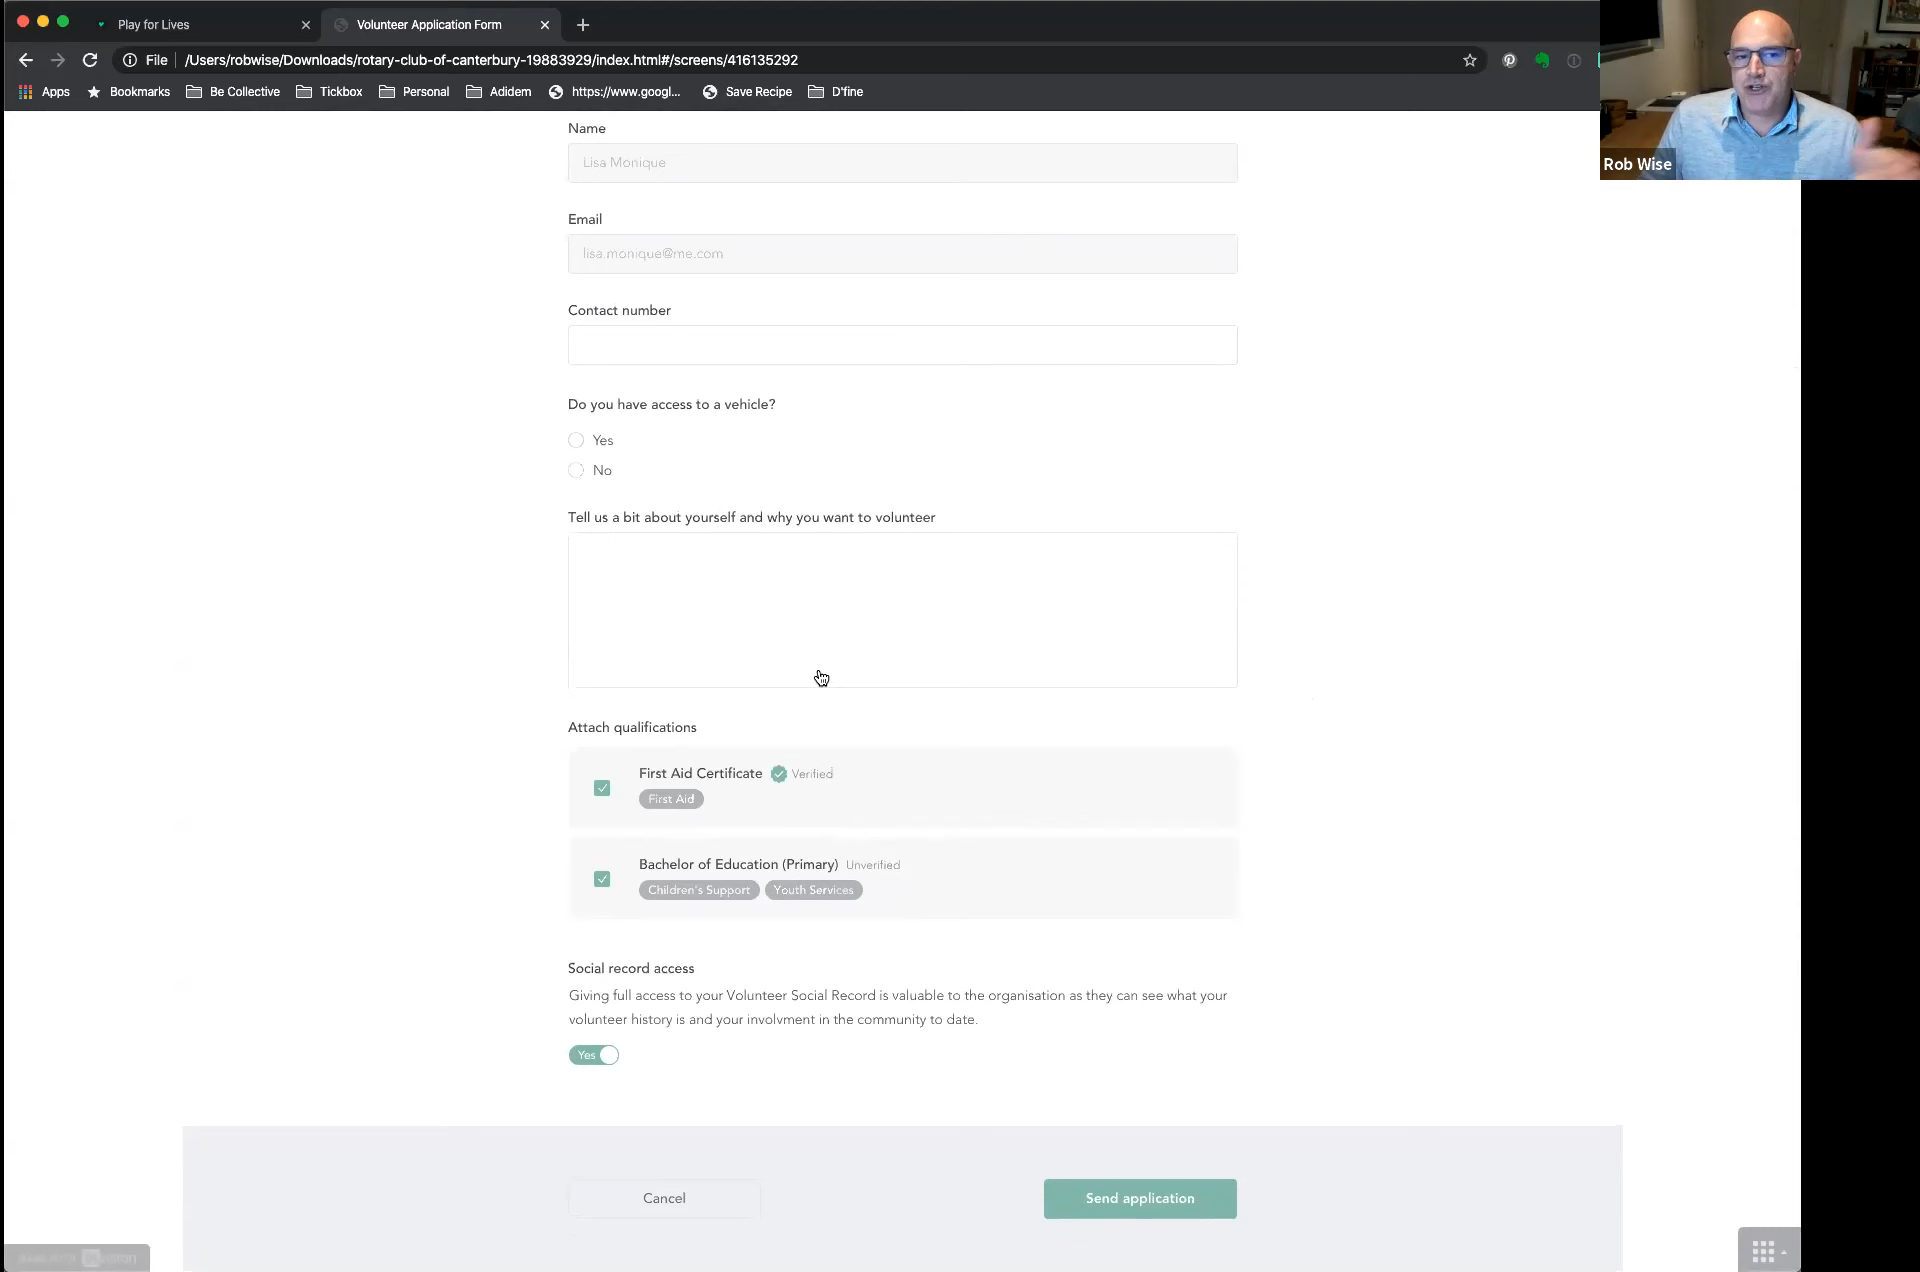 Play for Lives
Volunteer Application Form
File /Users/robwise/Downloads/rotary-club-of-canterbury-19883929/index.html#/screens/416135292
Apps Bookmarks Be Collective Tickbox Personal Adidem https://www.googl... Save Recipe D'fine
Rob Wise
Name
Lisa Monique
Email
lisa.monique@me.com
Contact number
Do you have access to a vehicle?
Yes
No
Tell us a bit about yourself and why you want to volunteer
Attach qualifications
First Aid Certificate Verified
First Aid
Bachelor of Education (Primary) Unverified
Children's Support Youth Services
Social record access
Giving full access to your Volunteer Social Record is valuable to the organisation as they can see what your
volunteer history is and your involvment in the community to date.
Yes
Cancel Send application